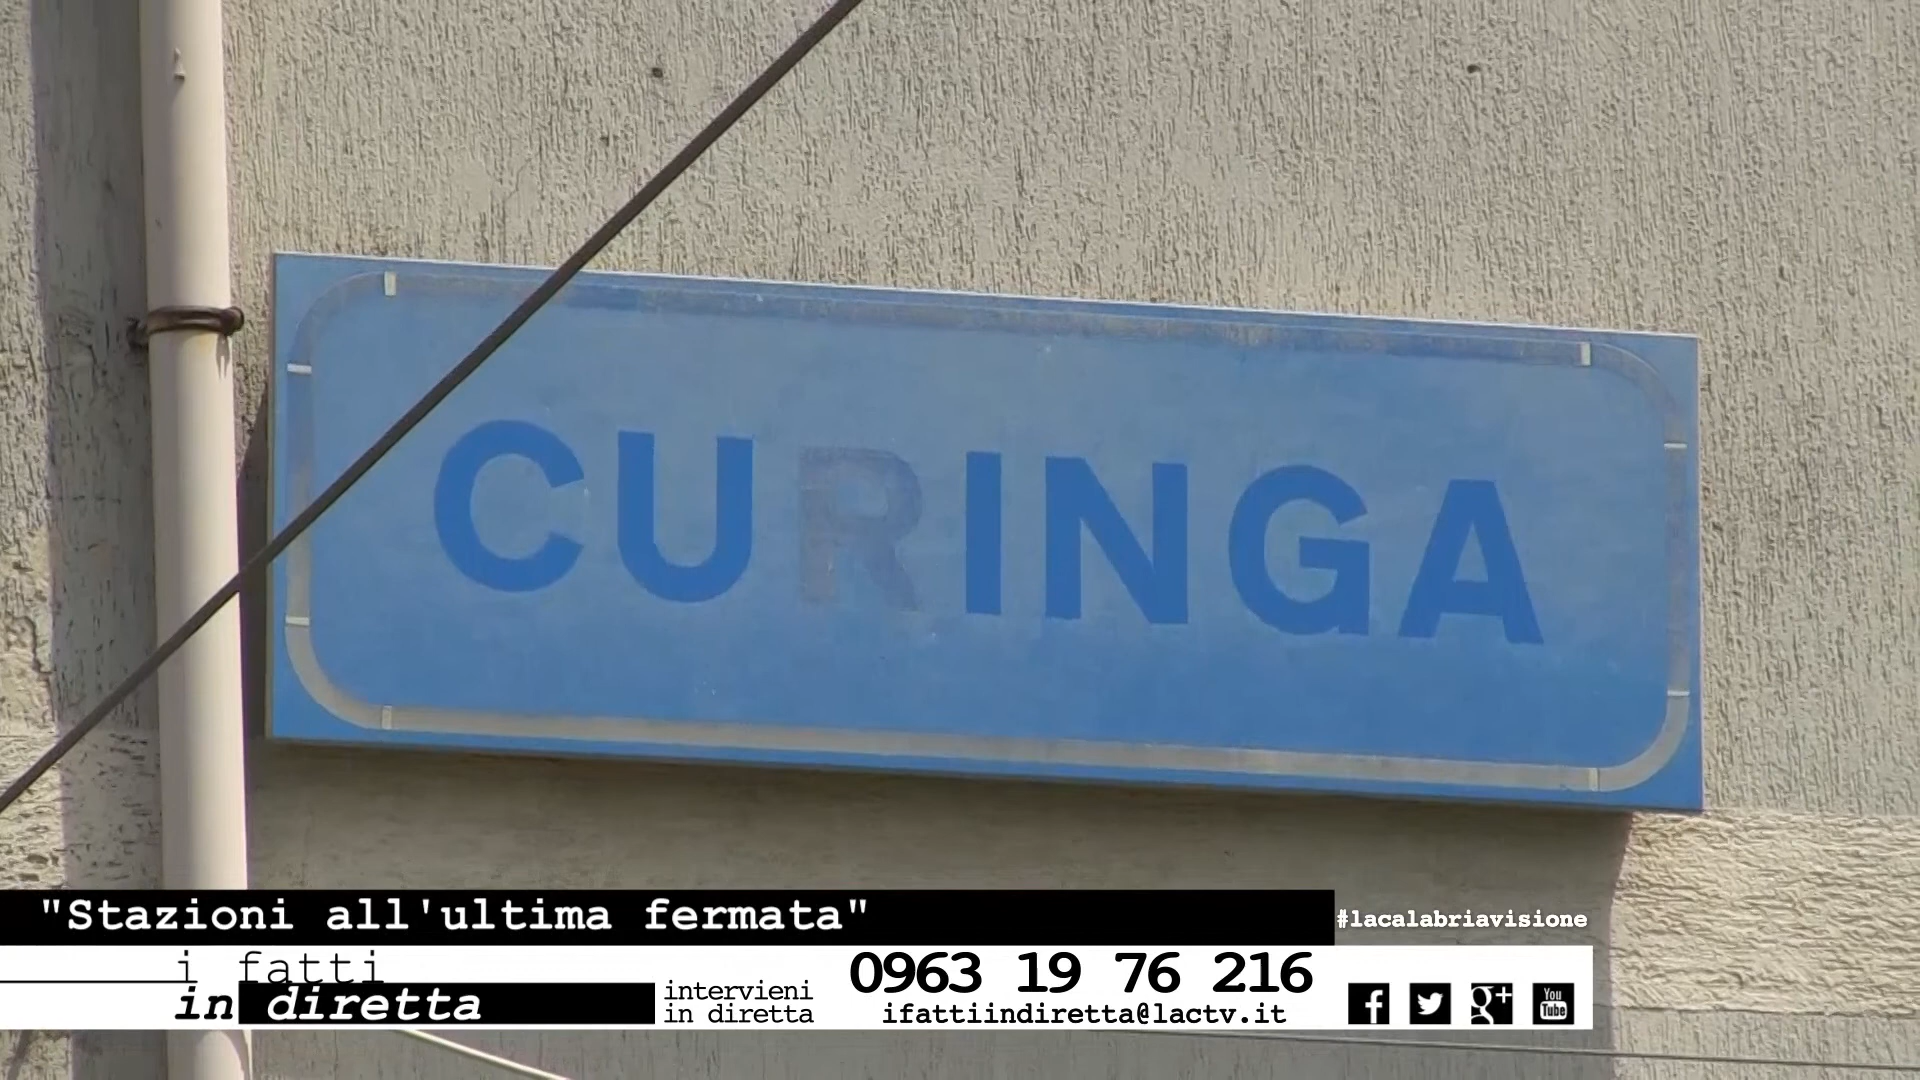 CURINGA
"Stazioni all'ultima fermata"
#lacalabriavisione
i fatti
in diretta
intervieni
in diretta
0963 19 76 216
ifattiindiretta@lactv.it
f
g+
You
Tube